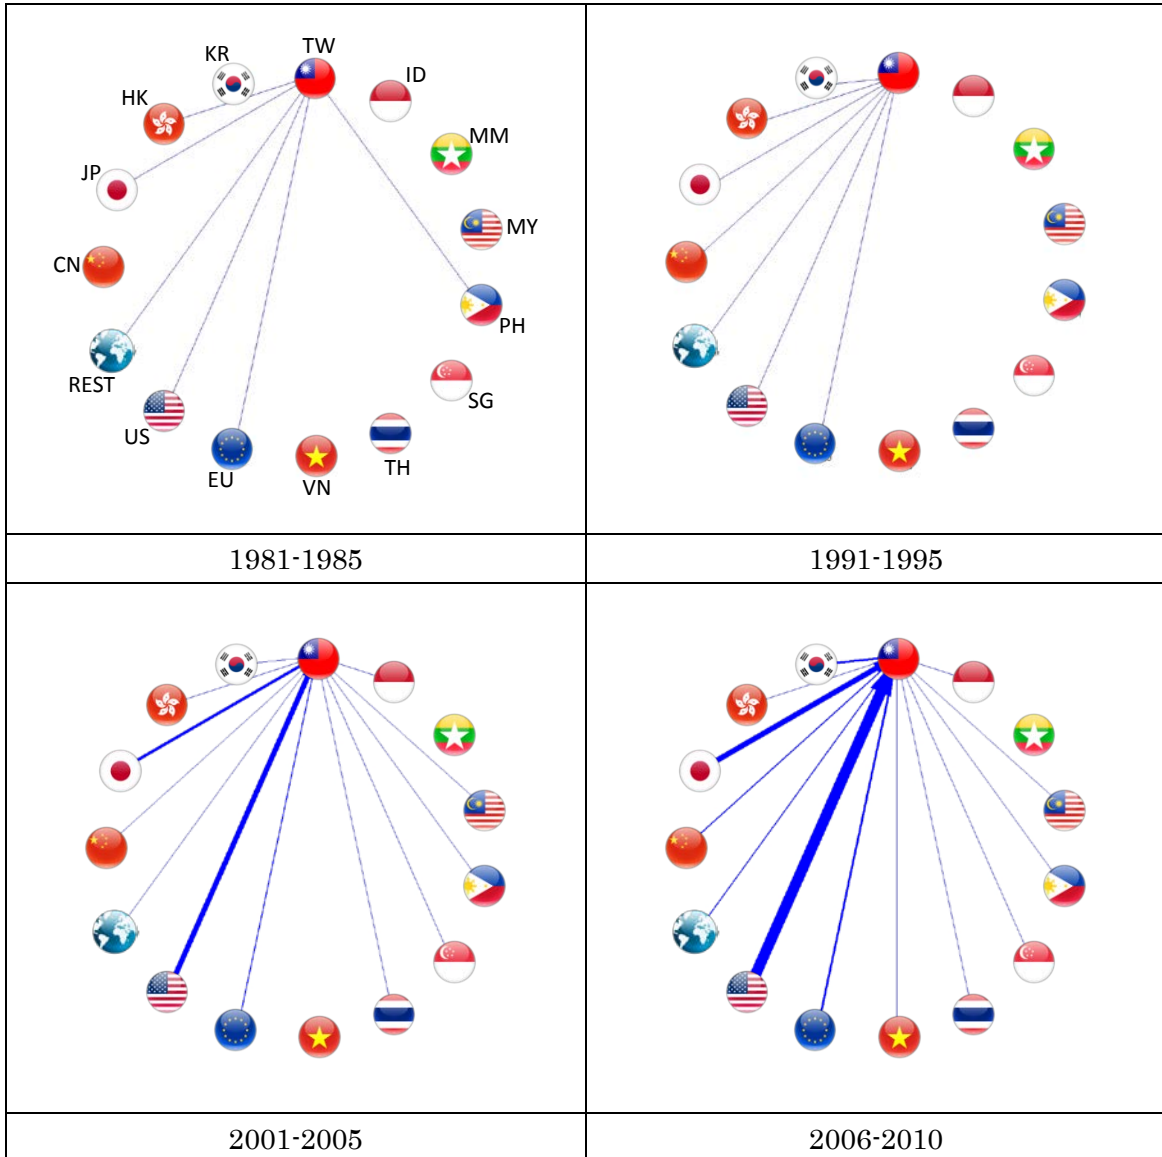 TW
KR
ID
HK
MM
JP
MY
CN
PH
REST
SG
US
TH
EU
VN
1981-1985
1991-1995
2001-2005
2006-2010